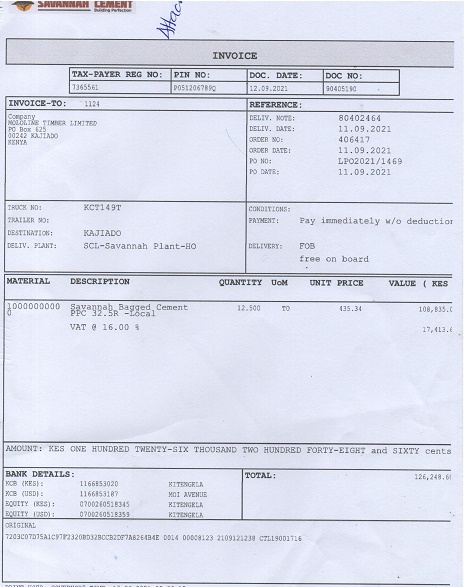 SAVANNAH CEMENT
Building Perfection
INVOICE
TAX-PAYER REG NO: PIN NO: DOC. DATE: DOC NO:
7365561 P051206789Q 12.09.2021 90405190
INVOICE-TO: 1124
Company
MOLOLINE TIMBER LIMITED
PO Box 625
00242 KAJIADO
KENYA
REFERENCE:
DELIV. NOTE: 80402464
DELIV. DATE: 11.09.2021
ORDER NO: 406417
ORDER DATE: 11.09.2021
PO NO: LPO2021/1469
PO DATE: 11.09.2021
TRUCK NO: KCT149T
TRAILER NO:
DESTINATION: KAJIADO
DELIV. PLANT: SCL-Savannah Plant-HO
CONDITIONS:
PAYMENT: Pay immediately w/o deduction
DELIVERY: FOB
free on board
MATERIAL DESCRIPTION QUANTITY UoM UNIT PRICE VALUE ( KES
1000000000 Savannah Bagged Cement 12.500 TO 435.34 108,835.0
0 PPC 32.5R -Local
VAT @ 16.00 % 17,413.6
AMOUNT: KES ONE HUNDRED TWENTY-SIX THOUSAND TWO HUNDRED FORTY-EIGHT and SIXTY cents
BANK DETAILS: TOTAL: 126,248.6
KCB (KES): 1166853020 KITENGELA
KCB (USD): 1166853187 MOI AVENUE
EQUITY (KES): 0700260518345 KITENGELA
EQUITY (USD): 0700260518359 KITENGELA
ORIGINAL
0014 00008123 2109121238 CTL19001716